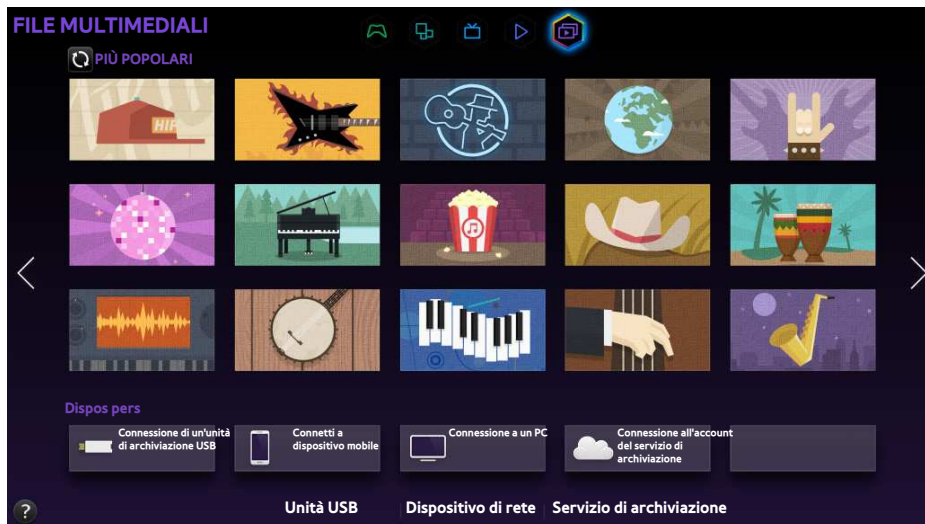 FILE MULTIMEDIALI
PIÙ POPOLARI
HIP
Dispos pers
Connessione di un'unità
di archiviazione USB
Connetti a
dispositivo mobile
Connessione a un PC
Connessione all'account
del servizio di
archiviazione
?
Unità USB
Dispositivo di rete
Servizio di archiviazione